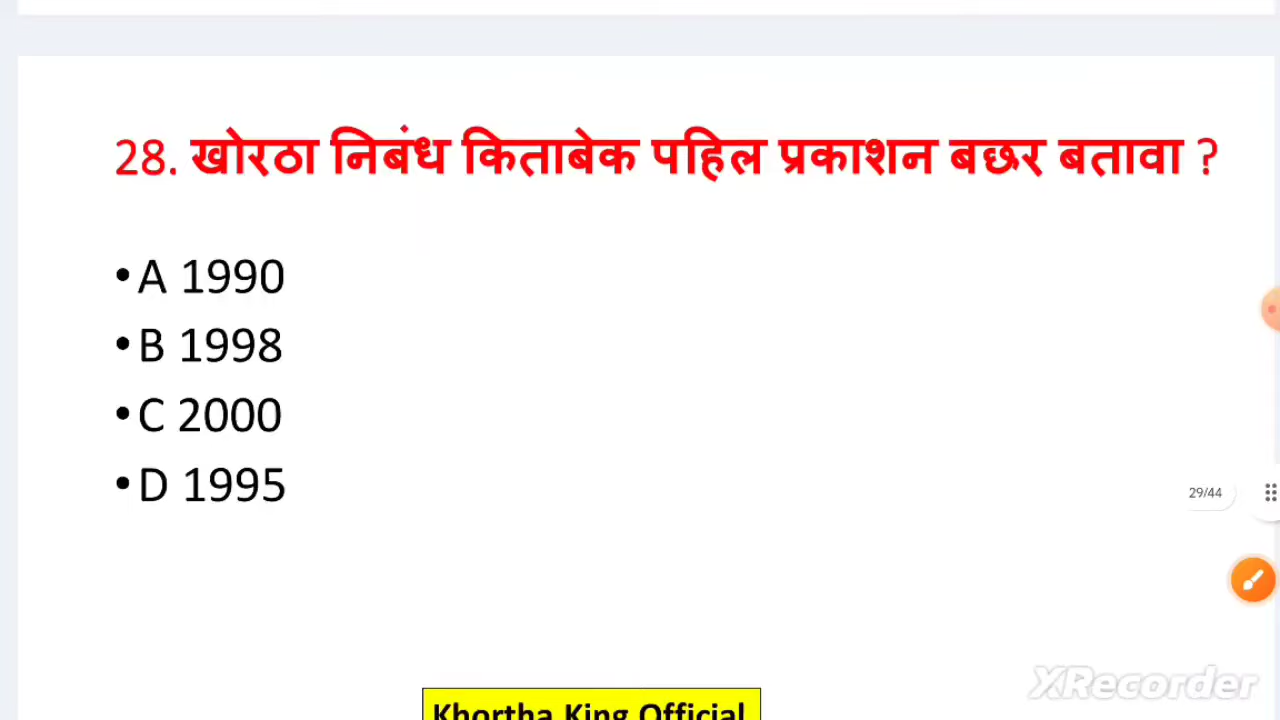 28. खोरठा निबंध किताबेक पहिल प्रकाशन बछर बतावा ?
•A 1990
•B 1998
•C 2000
•D 1995
29/44
XRecorder
Khortha King Official